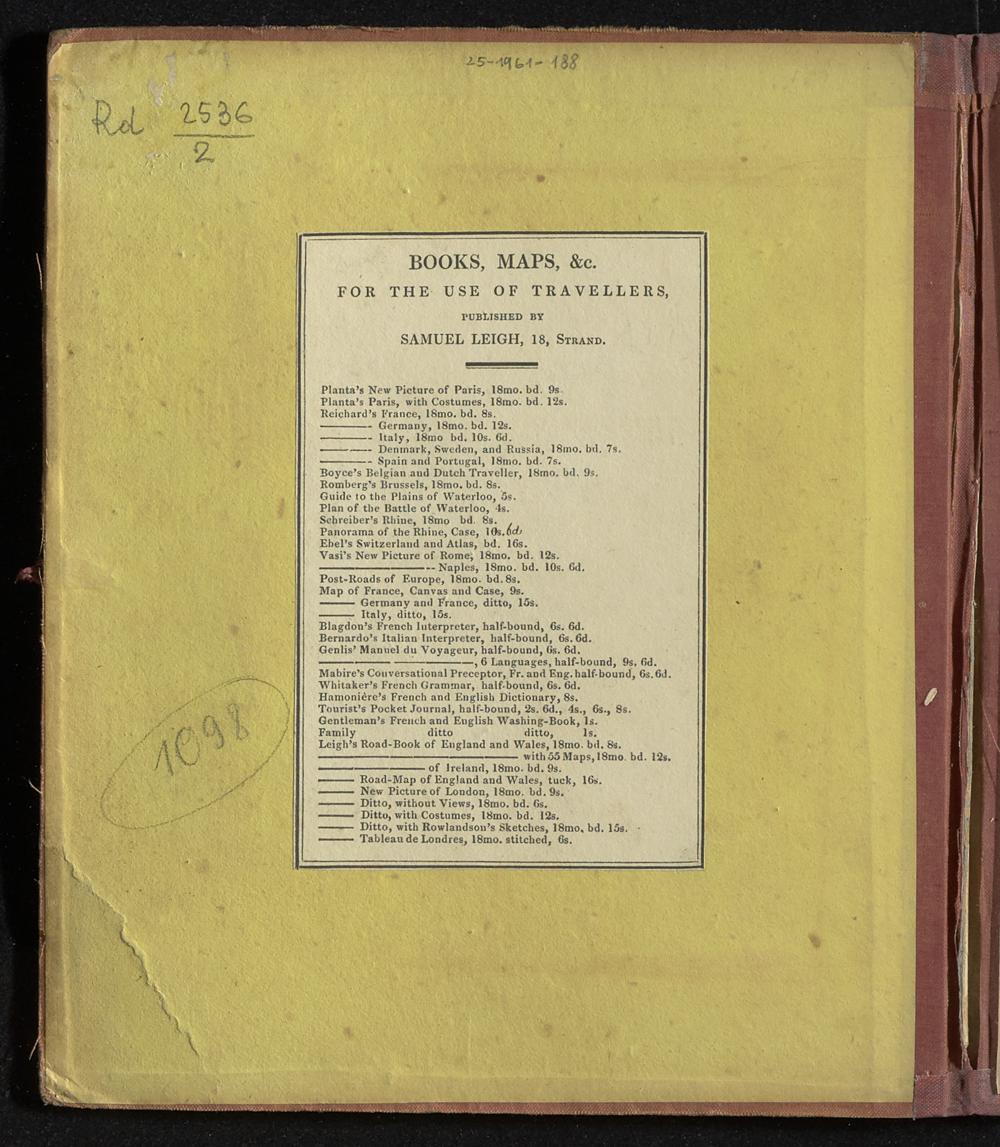 25-1961-188
Rd 2536
2
BOOKS, MAPS, &c.
FOR THE USE OF TRAVELLERS,
PUBLISHED BY
SAMUEL LEIGH, 18, STRAND.
Planta's New Picture of Paris, 18mo. bd. 9s.
Planta's Paris, with Costumes, 18mo. bd. 12s.
Reichard's France, 18mo. bd. 8s.
——— Germany, 18mo. bd. 12s.
——— Italy, 18mo bd. 10s. 6d.
——— Denmark, Sweden, and Russia, 18mo. bd. 7s.
——— Spain and Portugal, 18mo. bd. 7s.
Boyce's Belgian and Dutch Traveller, 18mo. bd. 9s.
Romberg's Brussels, 18mo. bd. 8s.
Guide to the Plains of Waterloo, 5s.
Plan of the Battle of Waterloo, 4s.
Schreiber's Rhine, 18mo bd. 8s.
Panorama of the Rhine, Case, 10s. 6d
Ebel's Switzerland and Atlas, bd. 16s.
Vasi's New Picture of Rome, 18mo. bd. 12s.
——————— Naples, 18mo. bd. 10s. 6d.
Post-Roads of Europe, 18mo. bd. 8s.
Map of France, Canvas and Case, 9s.
—— Germany and France, ditto, 15s.
—— Italy, ditto, 15s.
Blagdon's French Interpreter, half-bound, 6s. 6d.
Bernardo's Italian Interpreter, half-bound, 6s. 6d.
Genlis' Manuel du Voyageur, half-bound, 6s. 6d.
———— ————, 6 Languages, half-bound, 9s. 6d.
Mabire's Conversational Preceptor, Fr. and Eng. half-bound, 6s. 6d.
Whitaker's French Grammar, half-bound, 6s. 6d.
Hamonière's French and English Dictionary, 8s.
Tourist's Pocket Journal, half-bound, 2s. 6d., 4s., 6s., 8s.
Gentleman's French and English Washing-Book, 1s.
Family ditto ditto, 1s.
Leigh's Road-Book of England and Wales, 18mo. bd. 8s.
———————————— with 55 Maps, 18mo. bd. 12s.
—————— of Ireland, 18mo. bd. 9s.
—— Road-Map of England and Wales, tuck, 16s.
—— New Picture of London, 18mo. bd. 9s.
—— Ditto, without Views, 18mo. bd. 6s.
—— Ditto, with Costumes, 18mo. bd. 12s.
—— Ditto, with Rowlandson's Sketches, 18mo. bd. 15s.
—— Tableau de Londres, 18mo. stitched, 6s.
1098